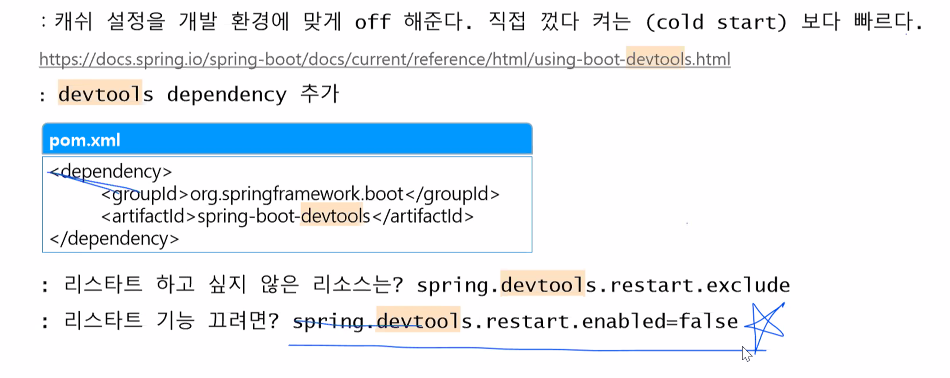 : 캐쉬 설정을 개발 환경에 맞게 off 해준다. 직접 껐다 켜는 (cold start) 보다 빠르다.
https://docs.spring.io/spring-boot/docs/current/reference/html/using-boot-devtools.html
: devtools dependency 추가
pom.xml
<dependency>
<groupId>org.springframework.boot</groupId>
<artifactId>spring-boot-devtools</artifactId>
</dependency>
: 리스타트 하고 싶지 않은 리소스는? spring.devtools.restart.exclude
: 리스타트 기능 끄려면? spring.devtools.restart.enabled=false